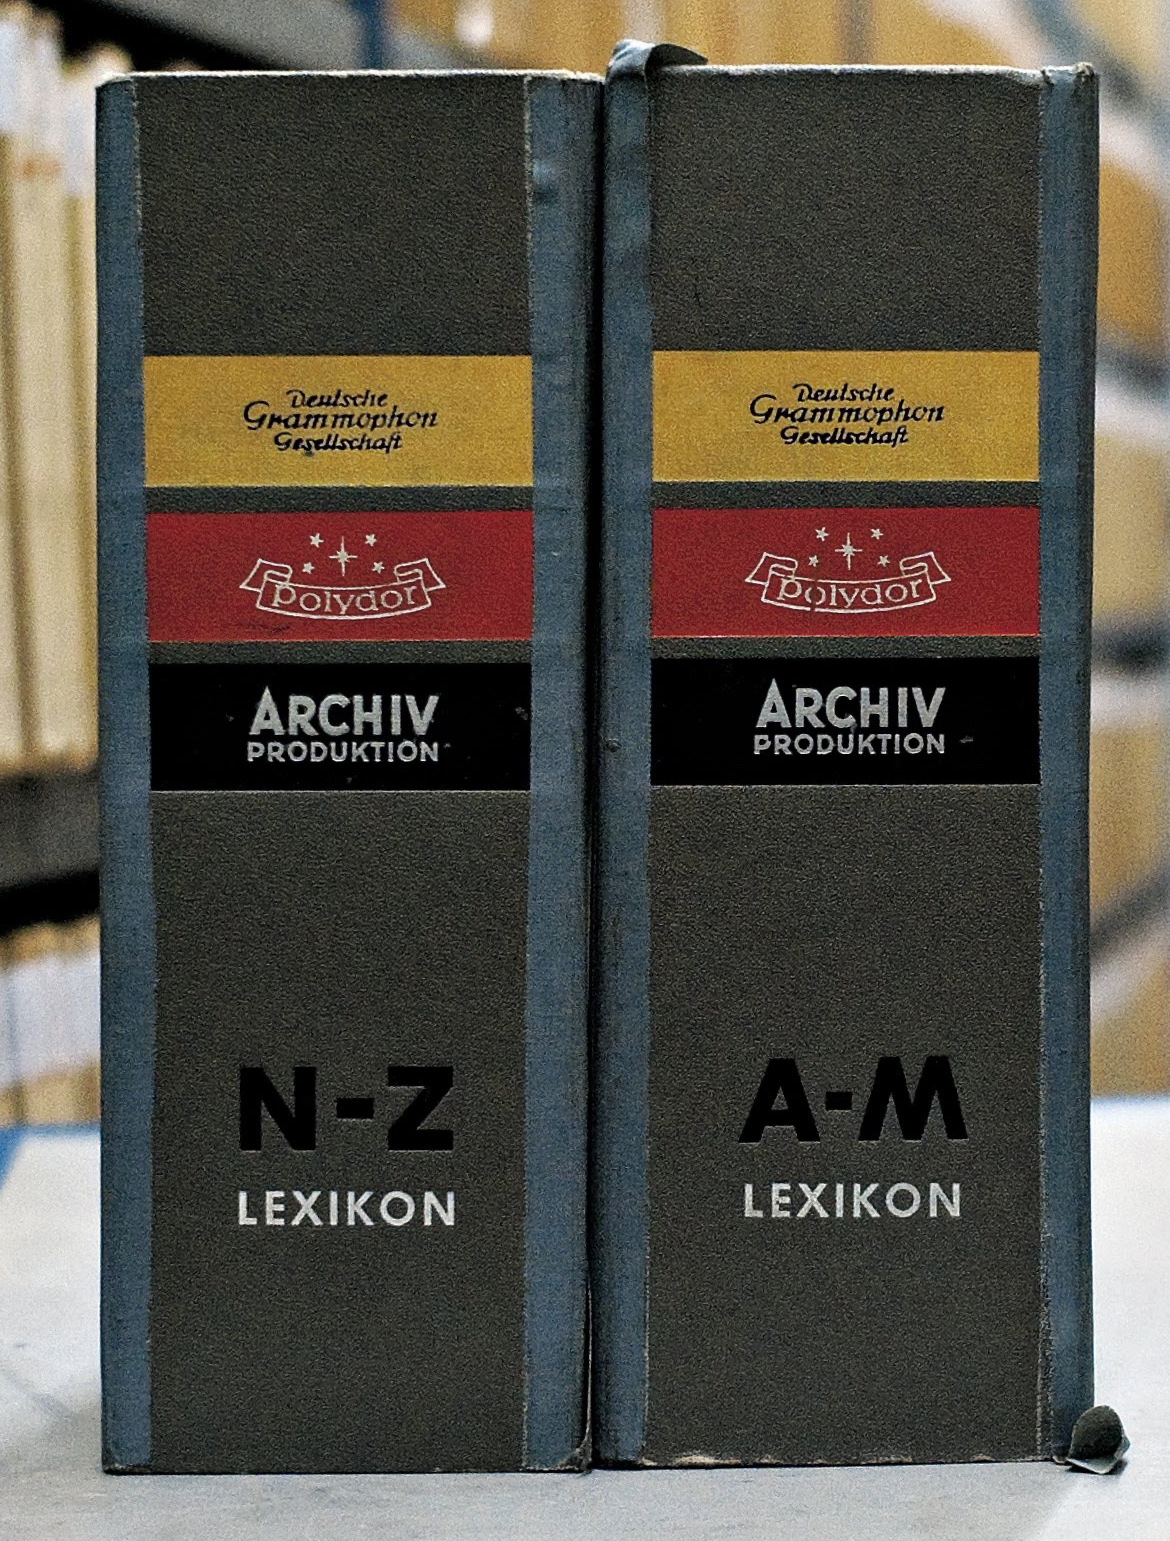 Deutsche
Grammophon
Gesellschaft
Polydor
ARCHIV
PRODUKTION
N-Z
LEXIKON
Deutsche
Grammophon
Gesellschaft
Polydor
ARCHIV
PRODUKTION
A-M
LEXIKON